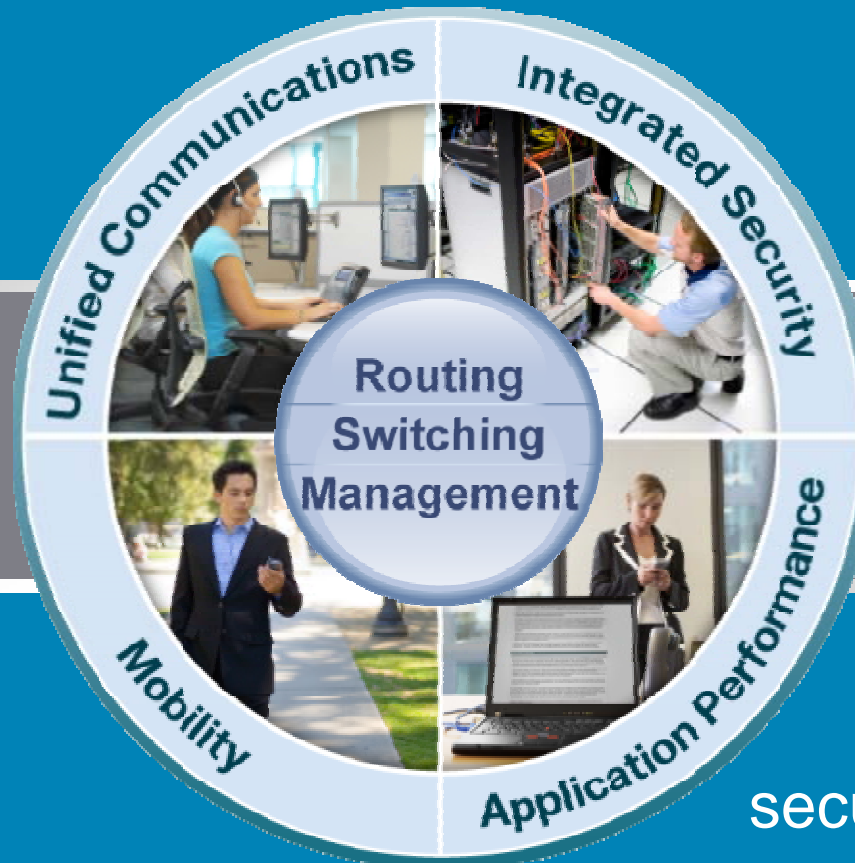 Unified Communications
Integrated Security
Routing
Switching
Management
Mobility
Application Performance
secu